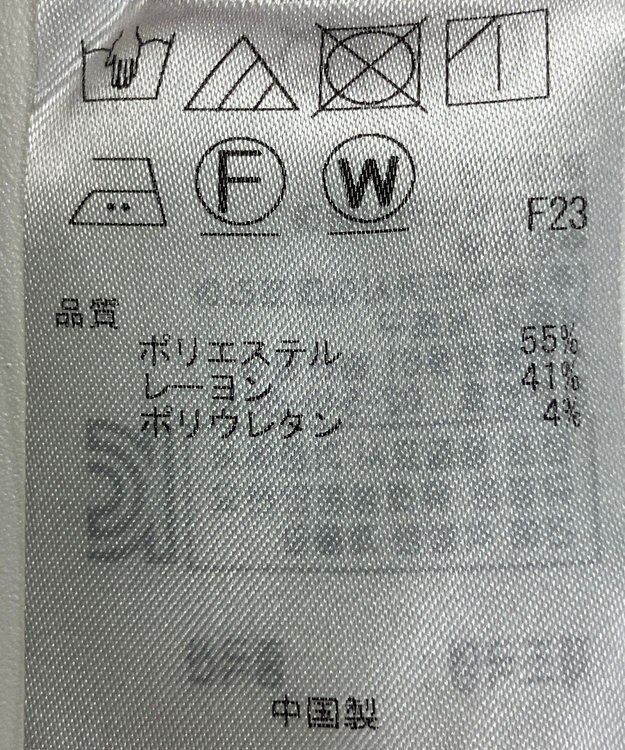 F W
F23
品質
ポリエステル 55%
レーヨン 41%
ポリウレタン 4%
中国製